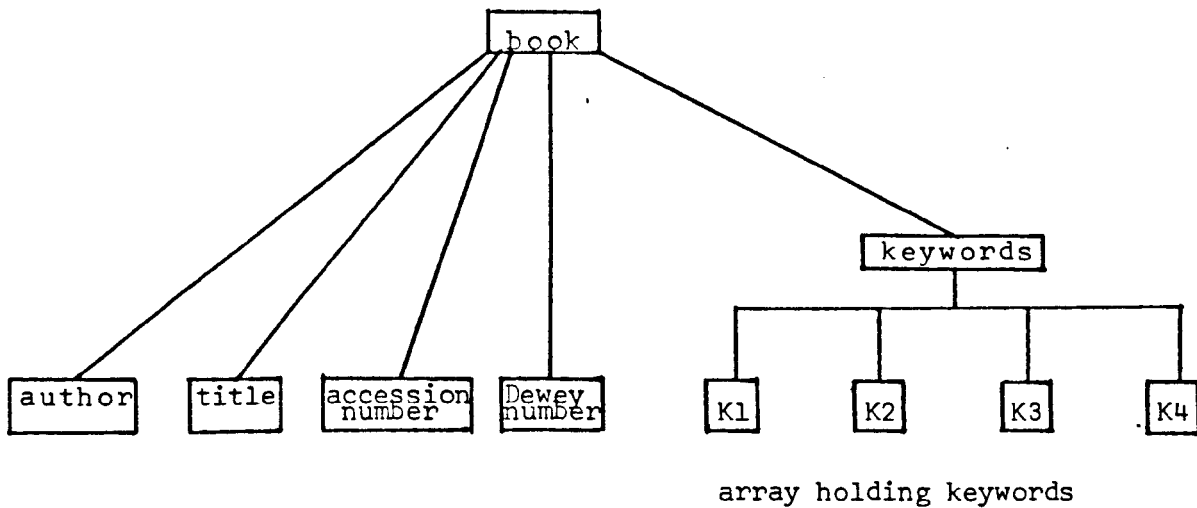 book
keywords
author
title
accession
number
Dewey
number
K1
K2
K3
K4
array holding keywords